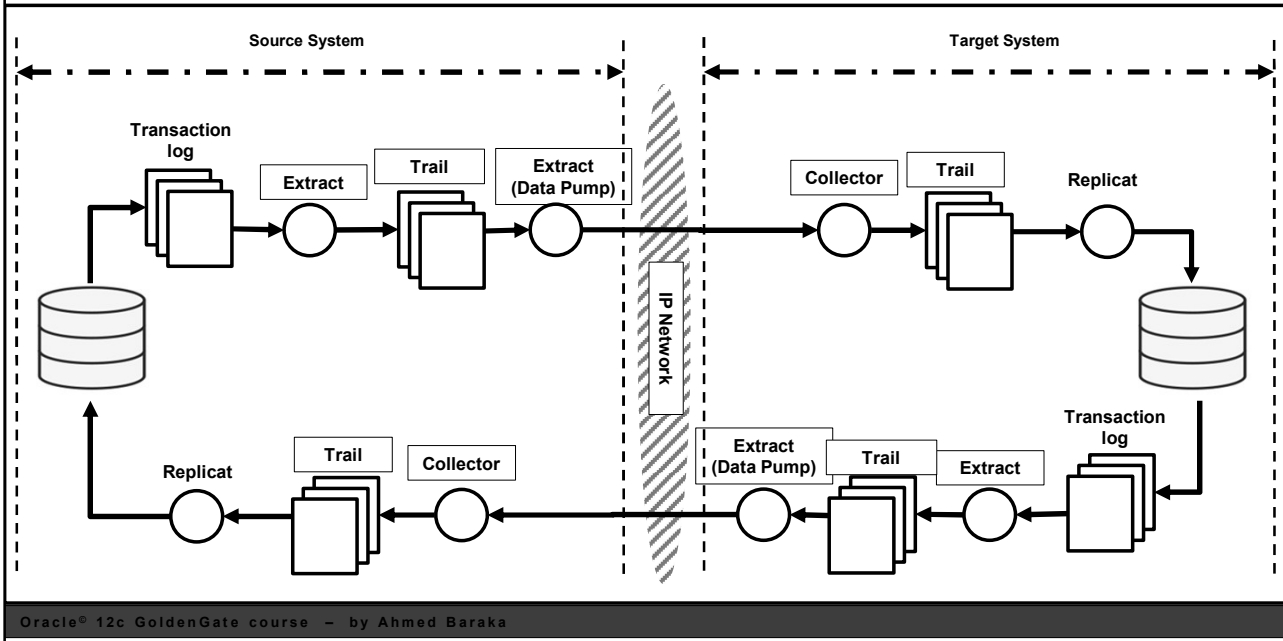 Source System
Target System
Transaction
log
Extract
Trail
Extract
(Data Pump)
Collector
Trail
Replicat
IP Network
Replicat
Trail
Collector
Extract
(Data Pump)
Trail
Extract
Transaction
log
Oracle© 12c GoldenGate course – by Ahmed Baraka